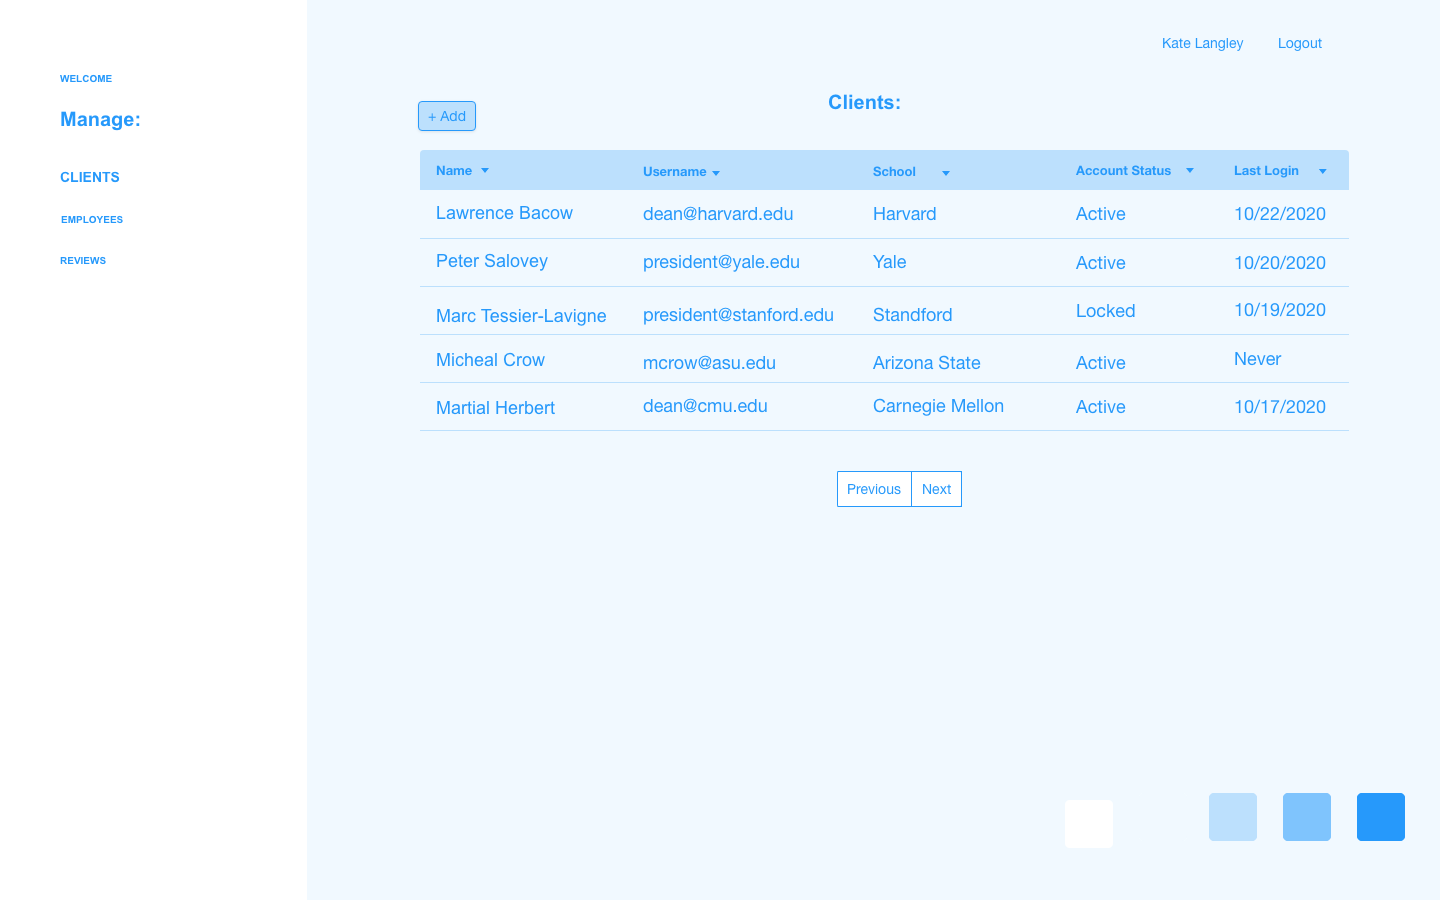 Kate Langley Logout
WELCOME
Manage:
CLIENTS
EMPLOYEES
REVIEWS
Clients:
+ Add
Name Username School Account Status Last Login
Lawrence Bacow dean@harvard.edu Harvard Active 10/22/2020
Peter Salovey president@yale.edu Yale Active 10/20/2020
Marc Tessier-Lavigne president@stanford.edu Standford Locked 10/19/2020
Micheal Crow mcrow@asu.edu Arizona State Active Never
Martial Herbert dean@cmu.edu Carnegie Mellon Active 10/17/2020
Previous Next